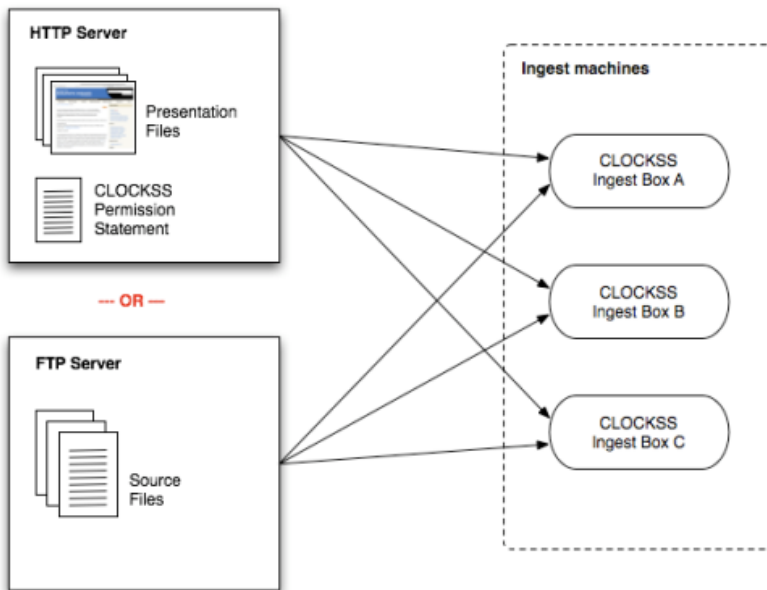 HTTP Server
Presentation
Files
CLOCKSS
Permission
Statement
--- OR —
FTP Server
Source
Files
Ingest machines
CLOCKSS
Ingest Box A
CLOCKSS
Ingest Box B
CLOCKSS
Ingest Box C